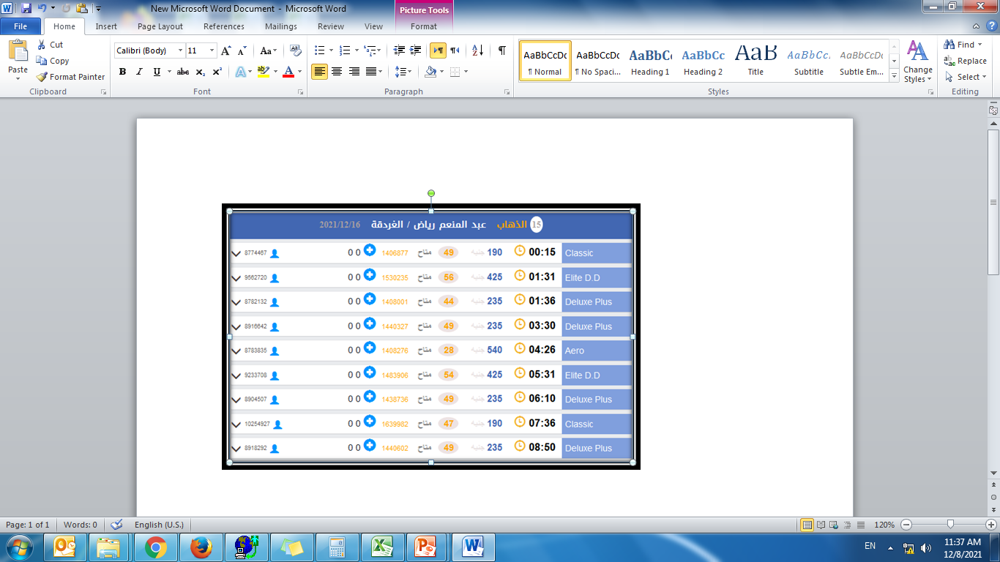 New Microsoft Word Document - Microsoft Word
Picture Tools
File Home Insert Page Layout References Mailings Review View Format
Paste
Cut
Copy
Format Painter
Calibri (Body) 11
AaBbCcDc AaBbCcDc AaBbCc AaBbCc AaB AaBbCc. AaBbCcDc
¶ Normal ¶ No Spaci... Heading 1 Heading 2 Title Subtitle Subtle Em...
Change Styles
Find
Replace
Select
Clipboard Font Paragraph Styles Editing
15 الذهاب عبد المنعم رياض / الغردقة 2021/12/16
Classic 00:15 190 جنيه 49 متاح 1406877 0 0 8774467
Elite D.D 01:31 425 جنيه 56 متاح 1530235 0 0 9562720
Deluxe Plus 01:36 235 جنيه 44 متاح 1408001 0 0 8782132
Deluxe Plus 03:30 235 جنيه 49 متاح 1440327 0 0 8916642
Aero 04:26 540 جنيه 28 متاح 1408276 0 0 8783835
Elite D.D 05:31 425 جنيه 54 متاح 1483906 0 0 9233708
Deluxe Plus 06:10 235 جنيه 49 متاح 1438736 0 0 8904507
Classic 07:36 190 جنيه 47 متاح 1639982 0 0 10254927
Deluxe Plus 08:50 235 جنيه 49 متاح 1440602 0 0 8918292
Page: 1 of 1 Words: 0 English (U.S.) 120%
EN 11:37 AM
12/8/2021